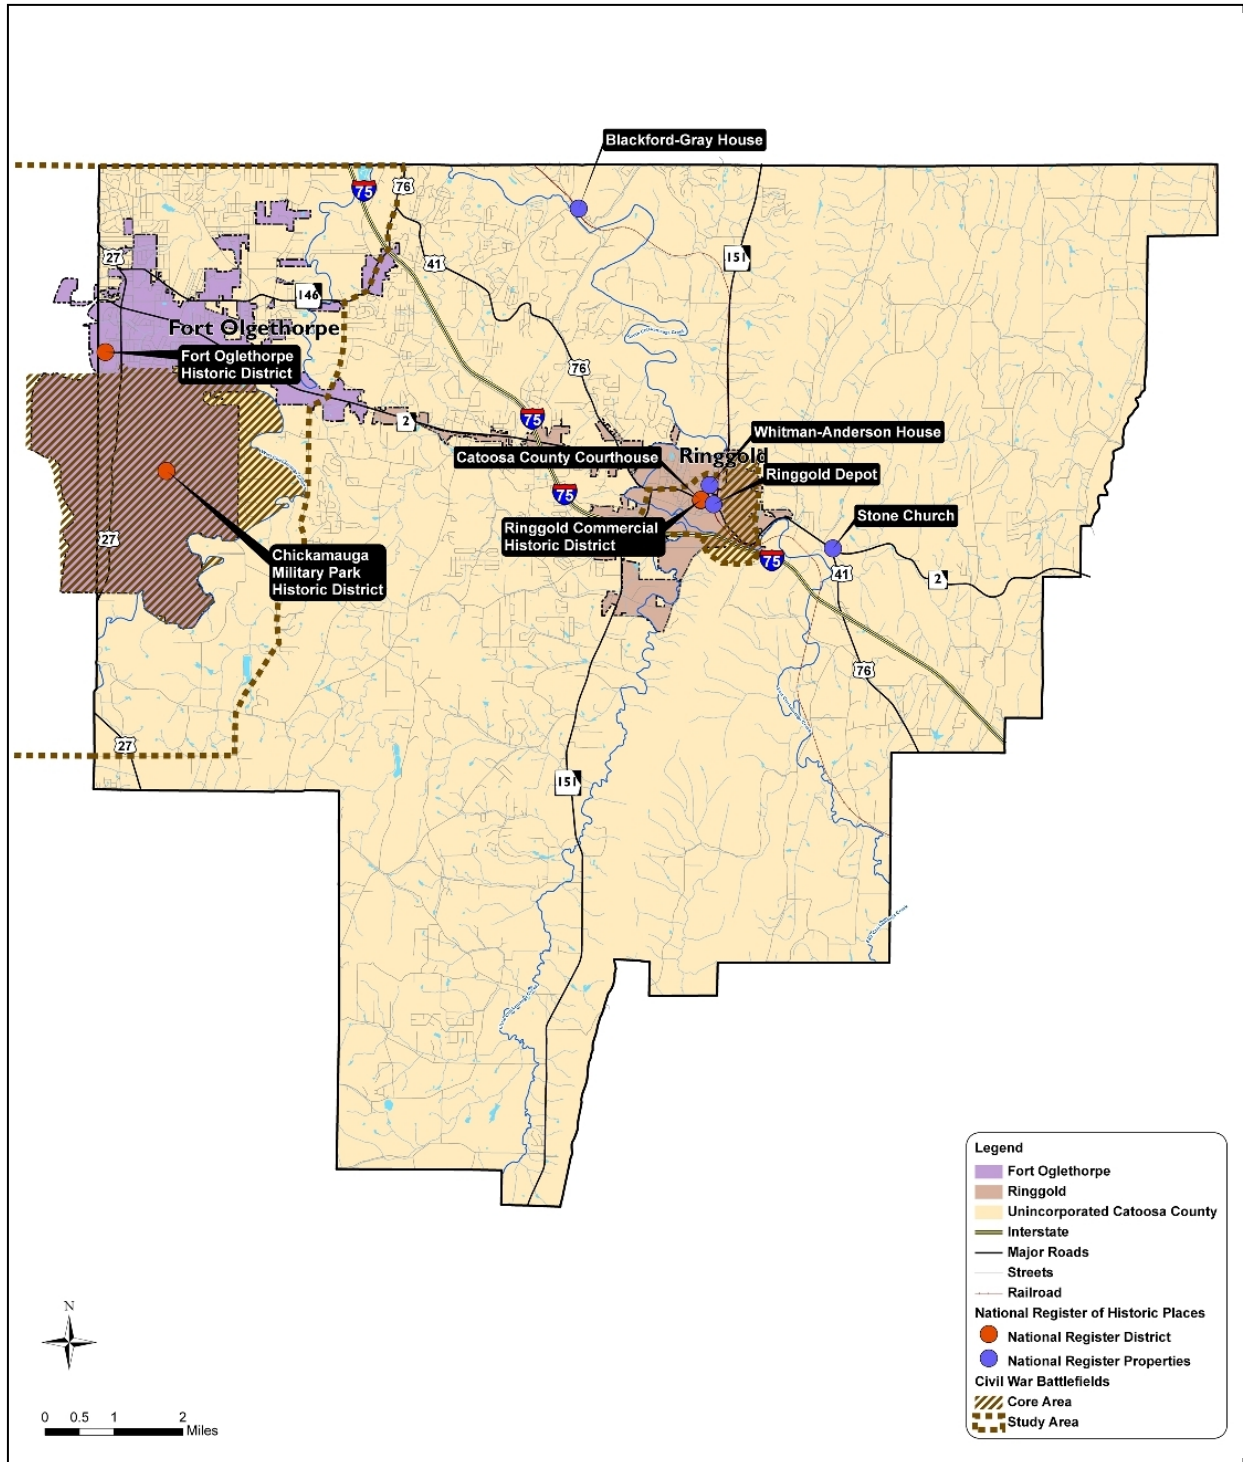 Blackford-Gray House
75
76
27
41
151
146
Fort Olgethorpe
Fort Oglethorpe
Historic District
76
2
75
Whitman-Anderson House
Catoosa County Courthouse
Ringgold
Ringgold Depot
75
Stone Church
Ringgold Commercial
Historic District
27
Chickamauga
Military Park
Historic District
75
41
2
76
27
151
Legend
Fort Oglethorpe
Ringgold
Unincorporated Catoosa County
Interstate
Major Roads
Streets
Railroad
National Register of Historic Places
National Register District
National Register Properties
Civil War Battlefields
Core Area
Study Area
N
0 0.5 1 2
Miles